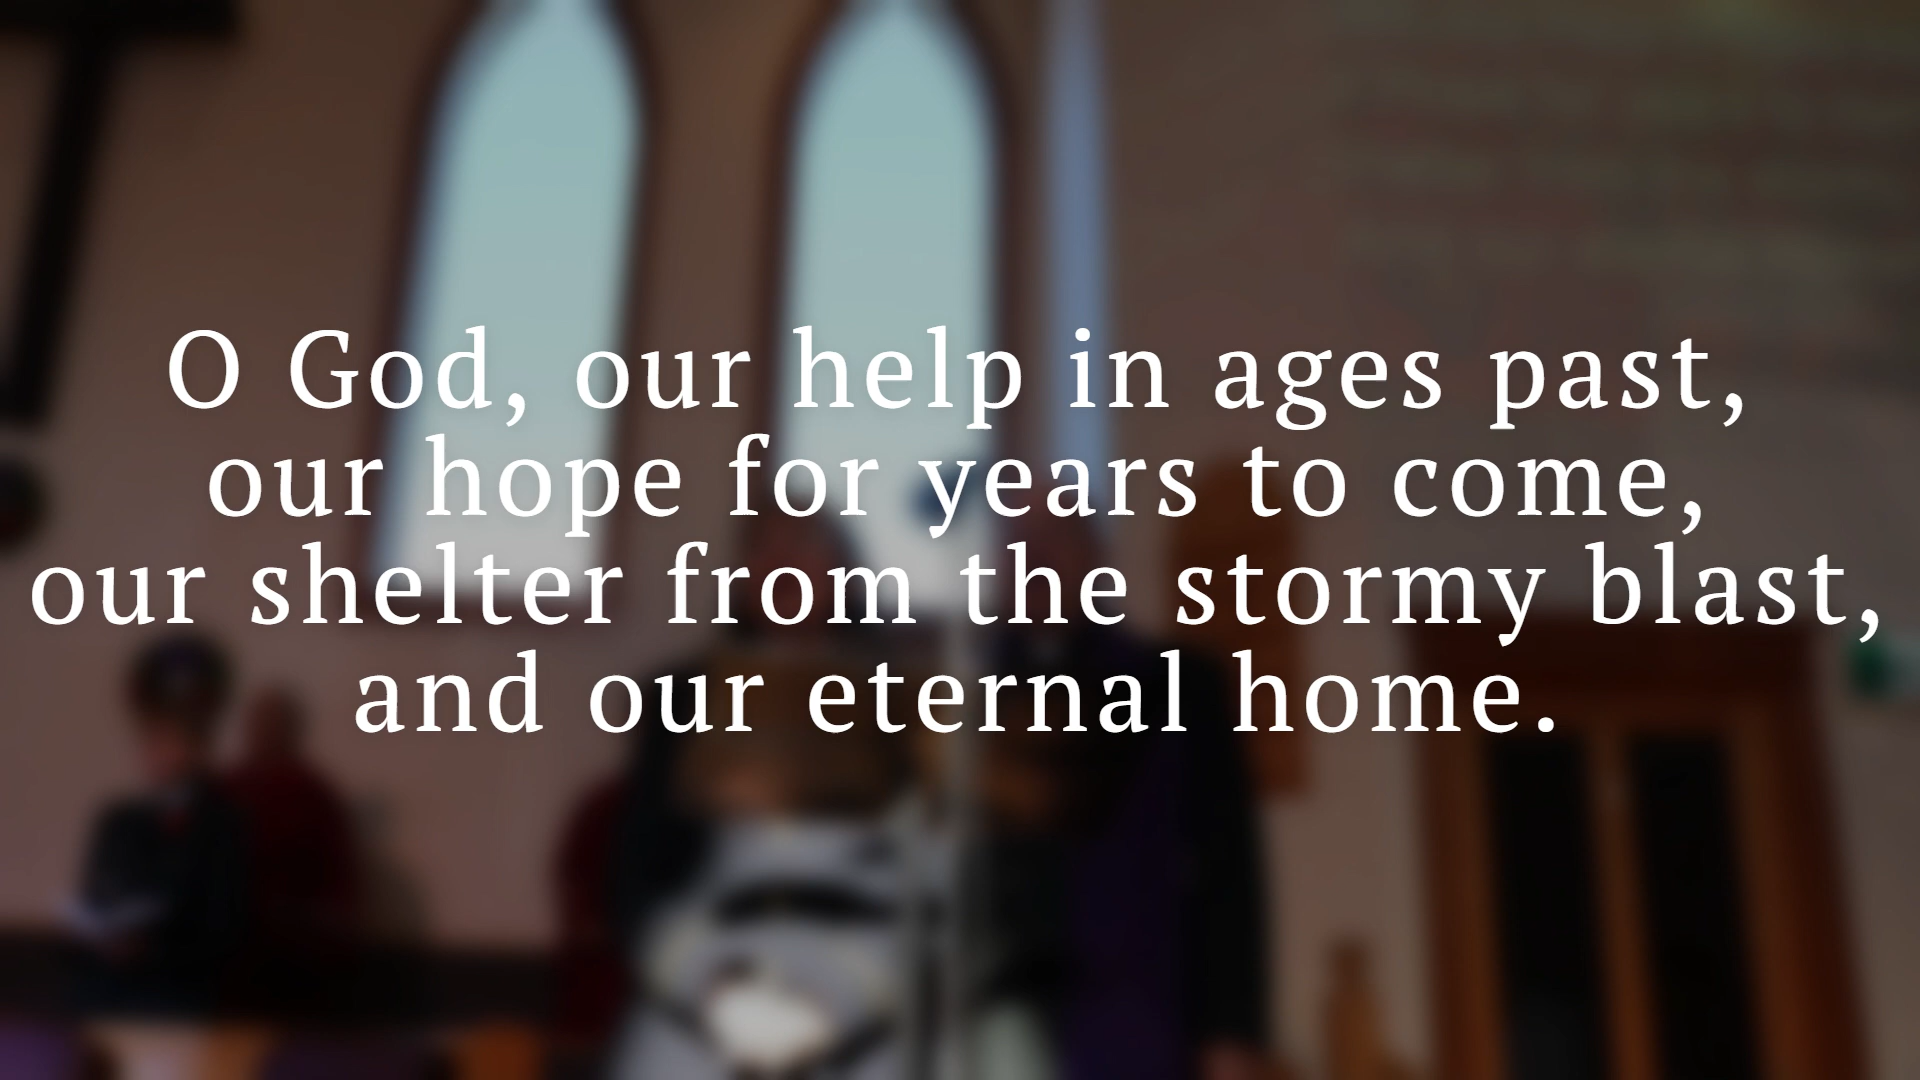 O God, our help in ages past,
our hope for years to come,
our shelter from the stormy blast,
and our eternal home.